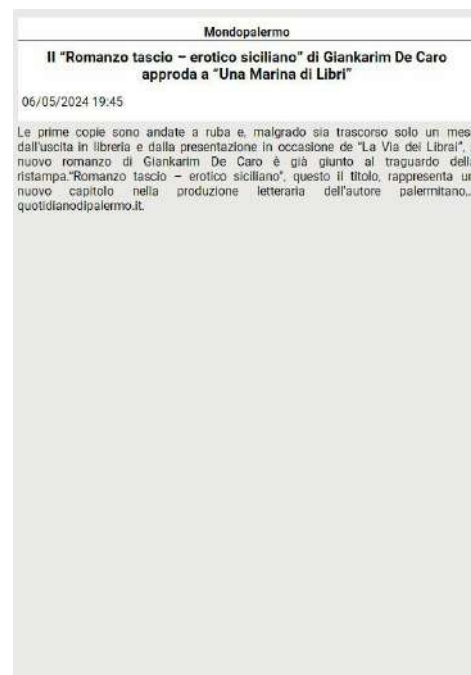 Mondopalermo
Il “Romanzo tascio – erotico siciliano” di Giankarim De Caro
approda a “Una Marina di Libri”
06/05/2024 19:45
Le prime copie sono andate a ruba e, malgrado sia trascorso solo un mes
dall'uscita in libreria e dalla presentazione in occasione de “La Via dei Librai”,
nuovo romanzo di Giankarim De Caro è già giunto al traguardo dell
ristampa.“Romanzo tascio – erotico siciliano”, questo il titolo, rappresenta un
nuovo capitolo nella produzione letteraria dell'autore palermitano...
quotidianodipalermo.it.